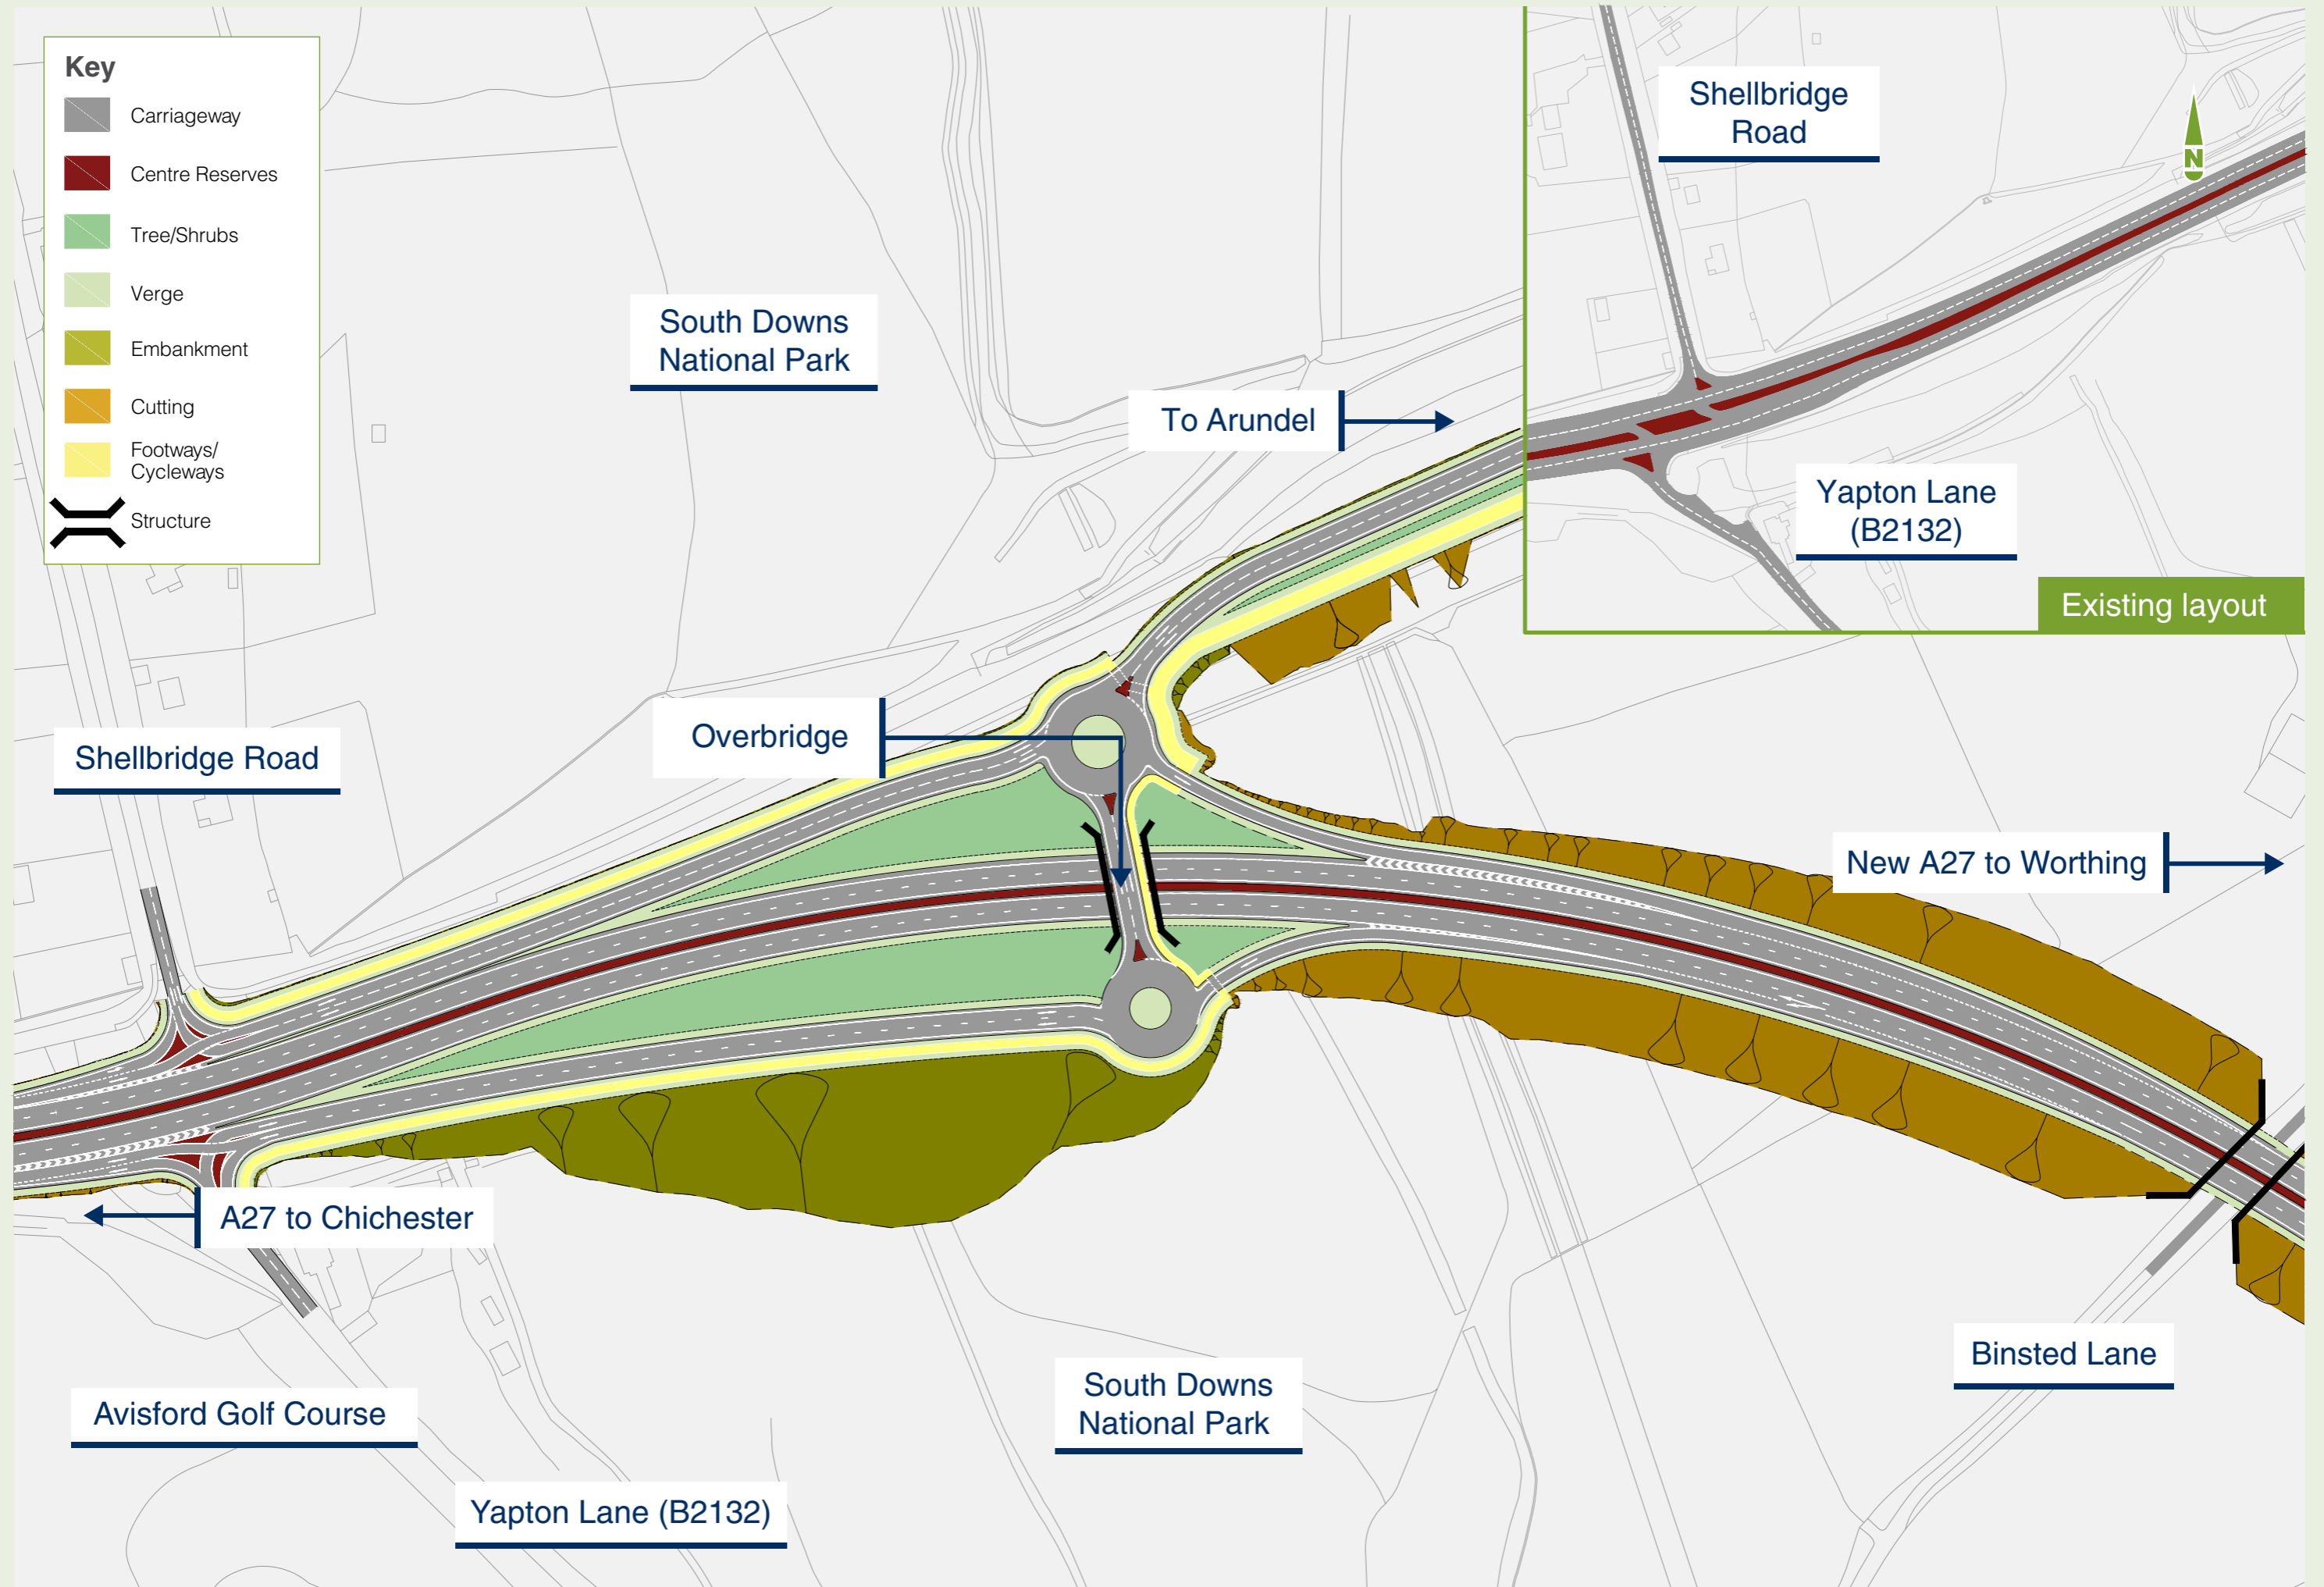 Key
Carriageway
Centre Reserves
Tree/Shrubs
Verge
Embankment
Cutting
Footways/
Cycleways
Structure
South Downs
National Park
To Arundel
Shellbridge
Road
N
Yapton Lane
(B2132)
Existing layout
Shellbridge Road
Overbridge
New A27 to Worthing
A27 to Chichester
Binsted Lane
Avisford Golf Course
South Downs
National Park
Yapton Lane (B2132)